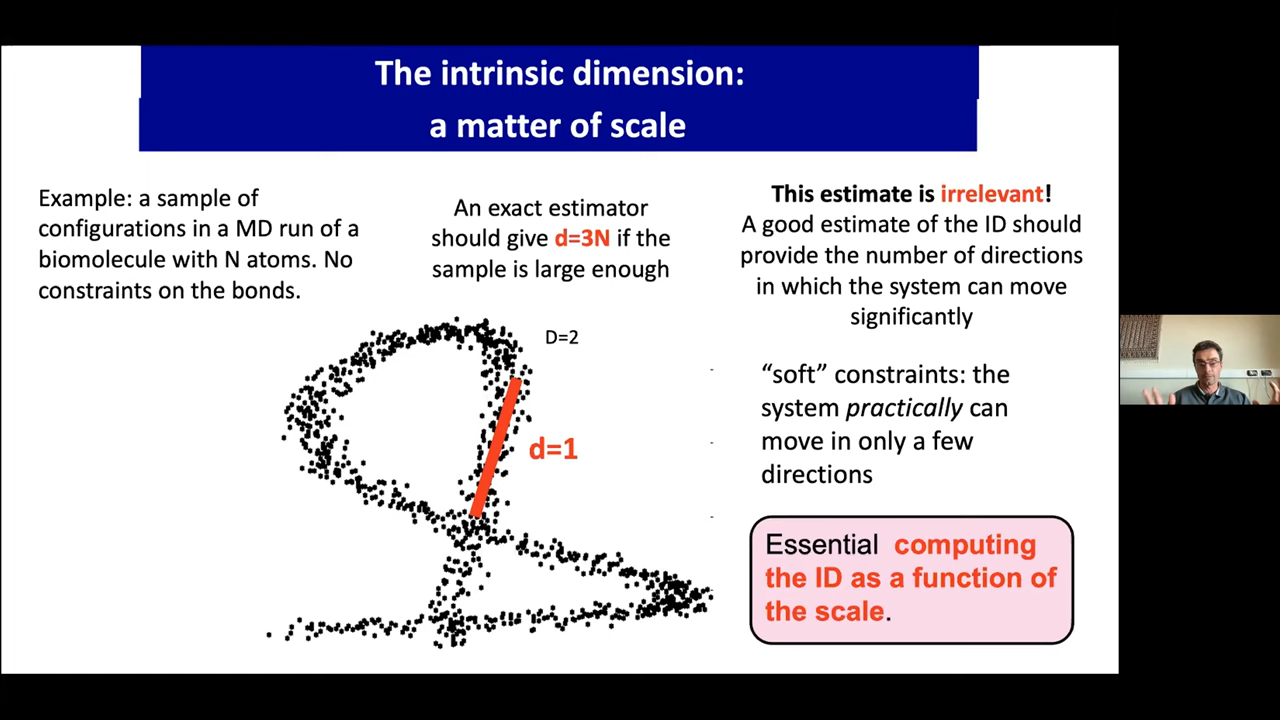 The intrinsic dimension:
a matter of scale
Example: a sample of
configurations in a MD run of a
biomolecule with N atoms. No
constraints on the bonds.
An exact estimator
should give d=3N if the
sample is large enough
This estimate is irrelevant!
A good estimate of the ID should
provide the number of directions
in which the system can move
significantly
D=2
d=1
“soft” constraints: the
system practically can
move in only a few
directions
Essential computing
the ID as a function of
the scale.